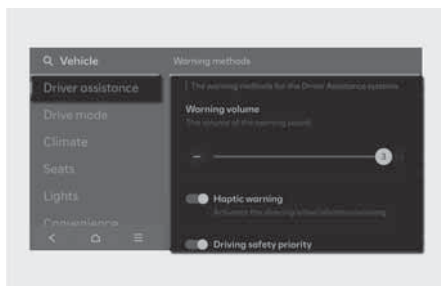 Vehicle
Warning methods
Driver assistance
The warning methods for the Driver Assistance systems
Drive mode
Warning volume
The volume of the warning sound
Climate
3
Seats
Lights
Haptic warning
Convenience
Driving safety priority